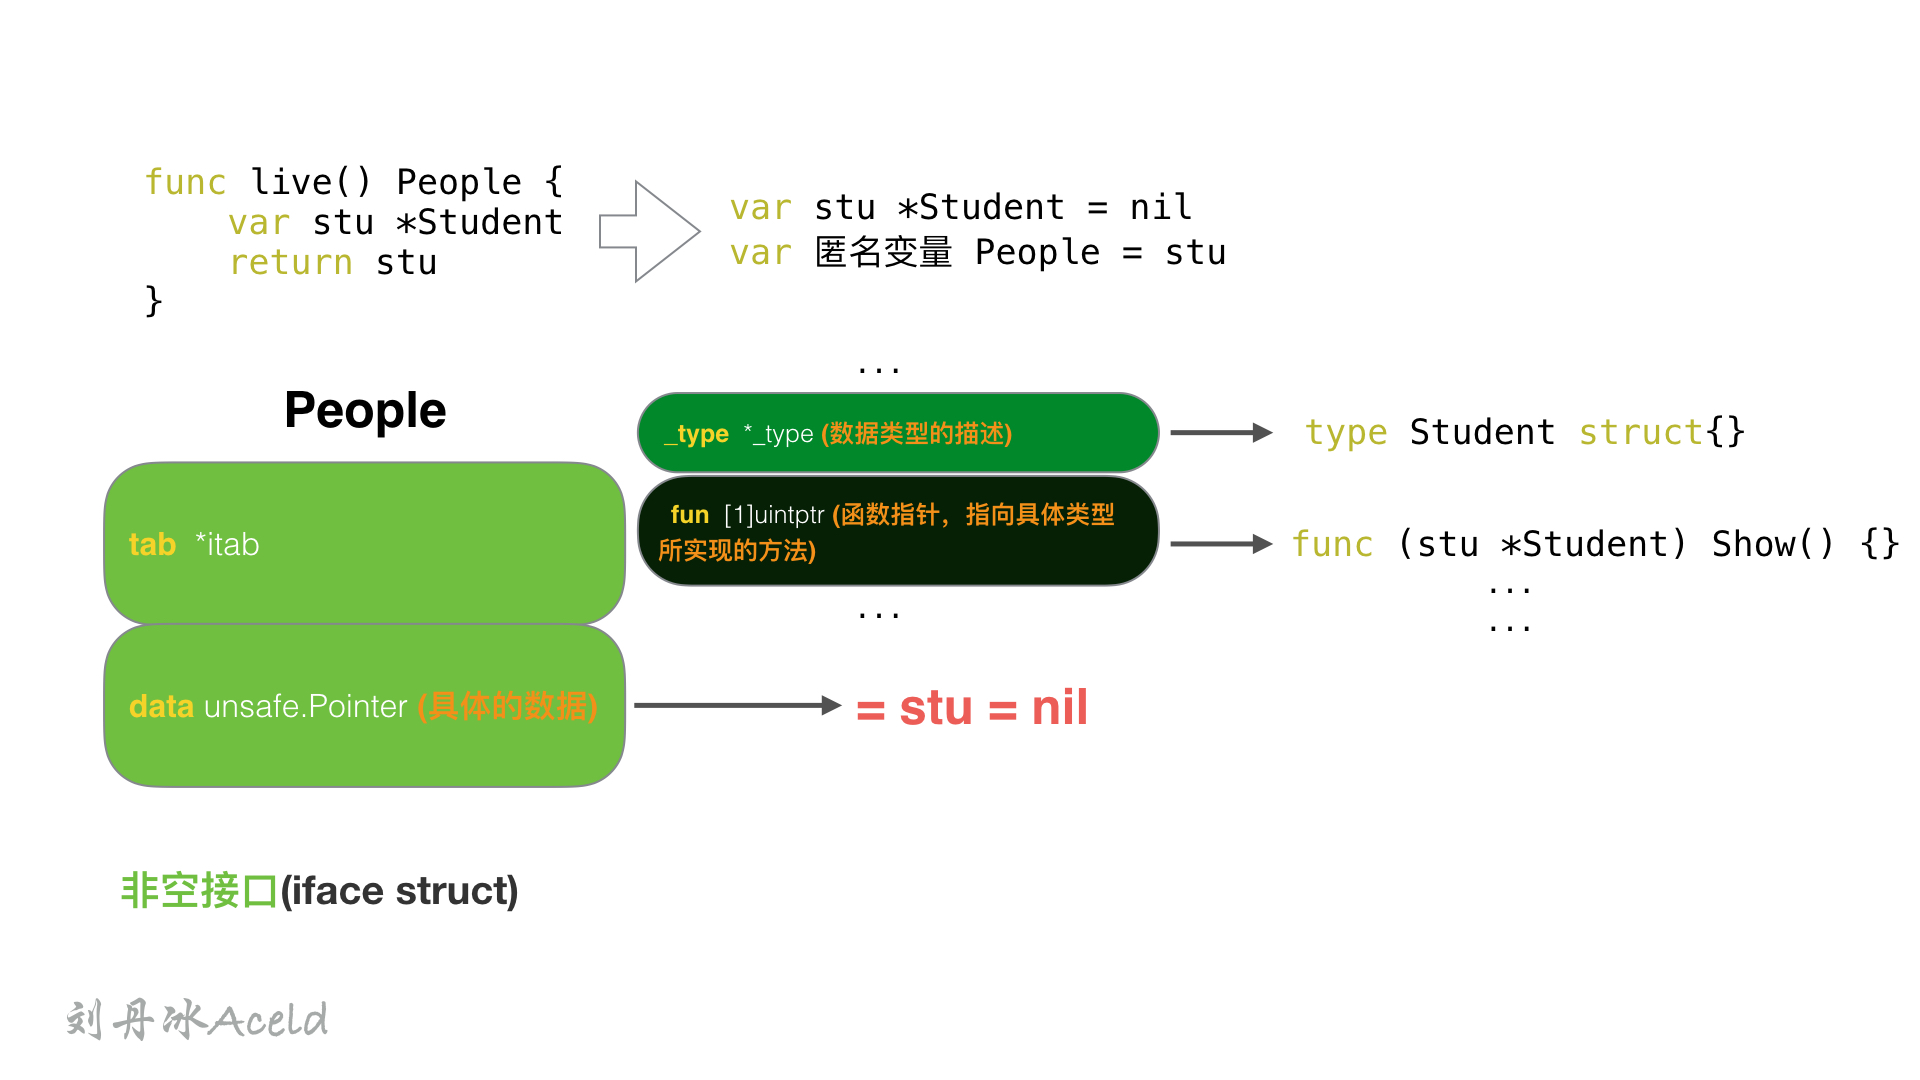 func live() People {
    var stu *Student
    return stu
}
var stu *Student = nil
var 匿名变量 People = stu
...
People
_type *_type (数据类型的描述)
type Student struct{}
tab *itab
fun [1]uintptr (函数指针，指向具体类型
所实现的方法)
func (stu *Student) Show() {}
...
...
...
data unsafe.Pointer (具体的数据)
= stu = nil
非空接口(iface struct)
刘丹冰Aceld